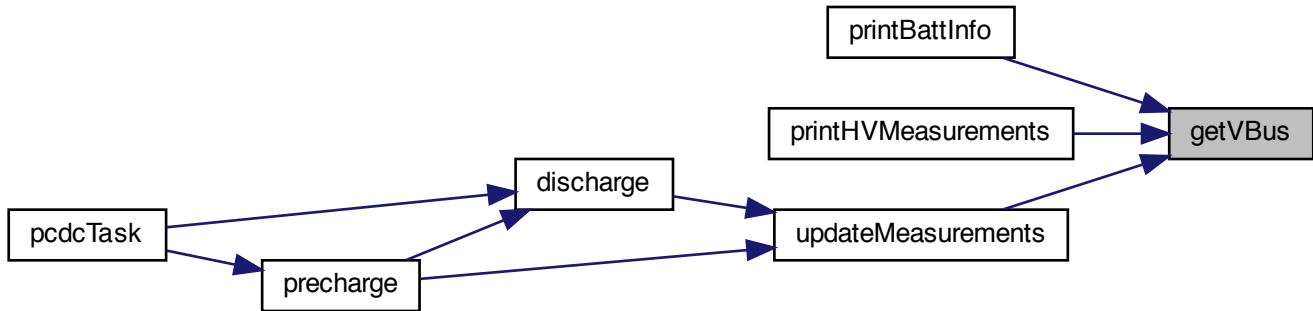 printBattInfo
printHVMeasurements
getVBus
discharge
pcdcTask
updateMeasurements
precharge